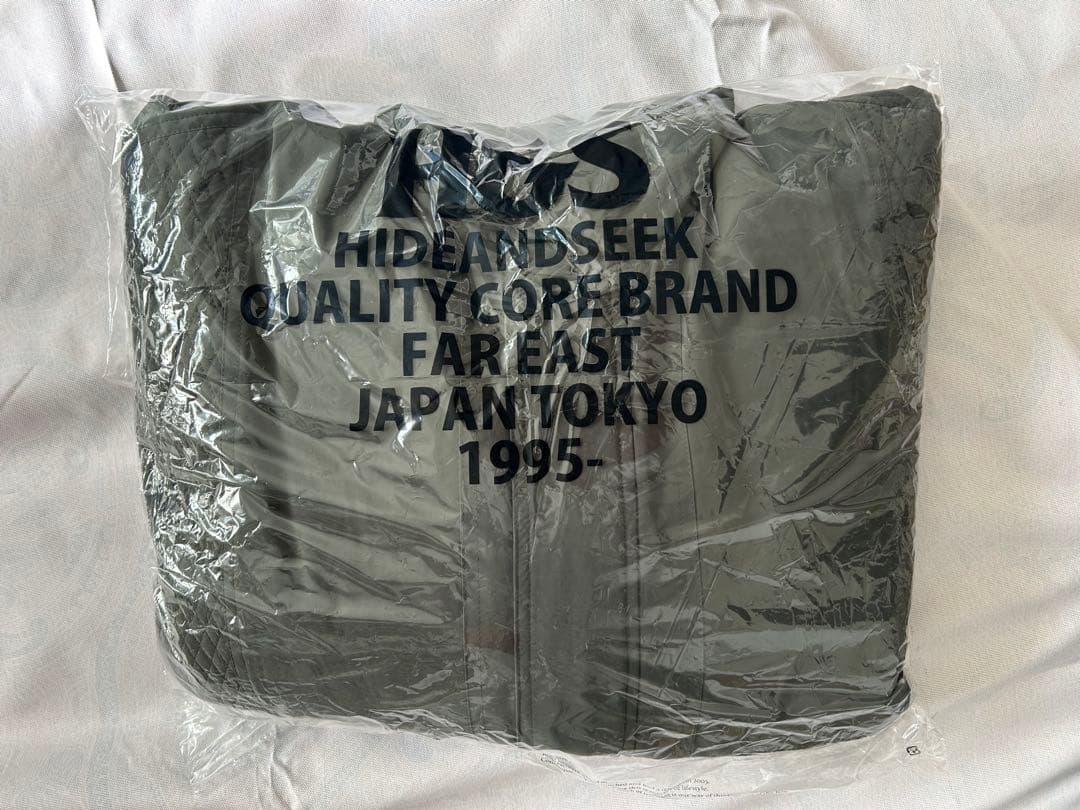 H&S
HIDEANDSEEK
QUALITY CORE BRAND
FAR EAST
JAPAN TOKYO
1995-